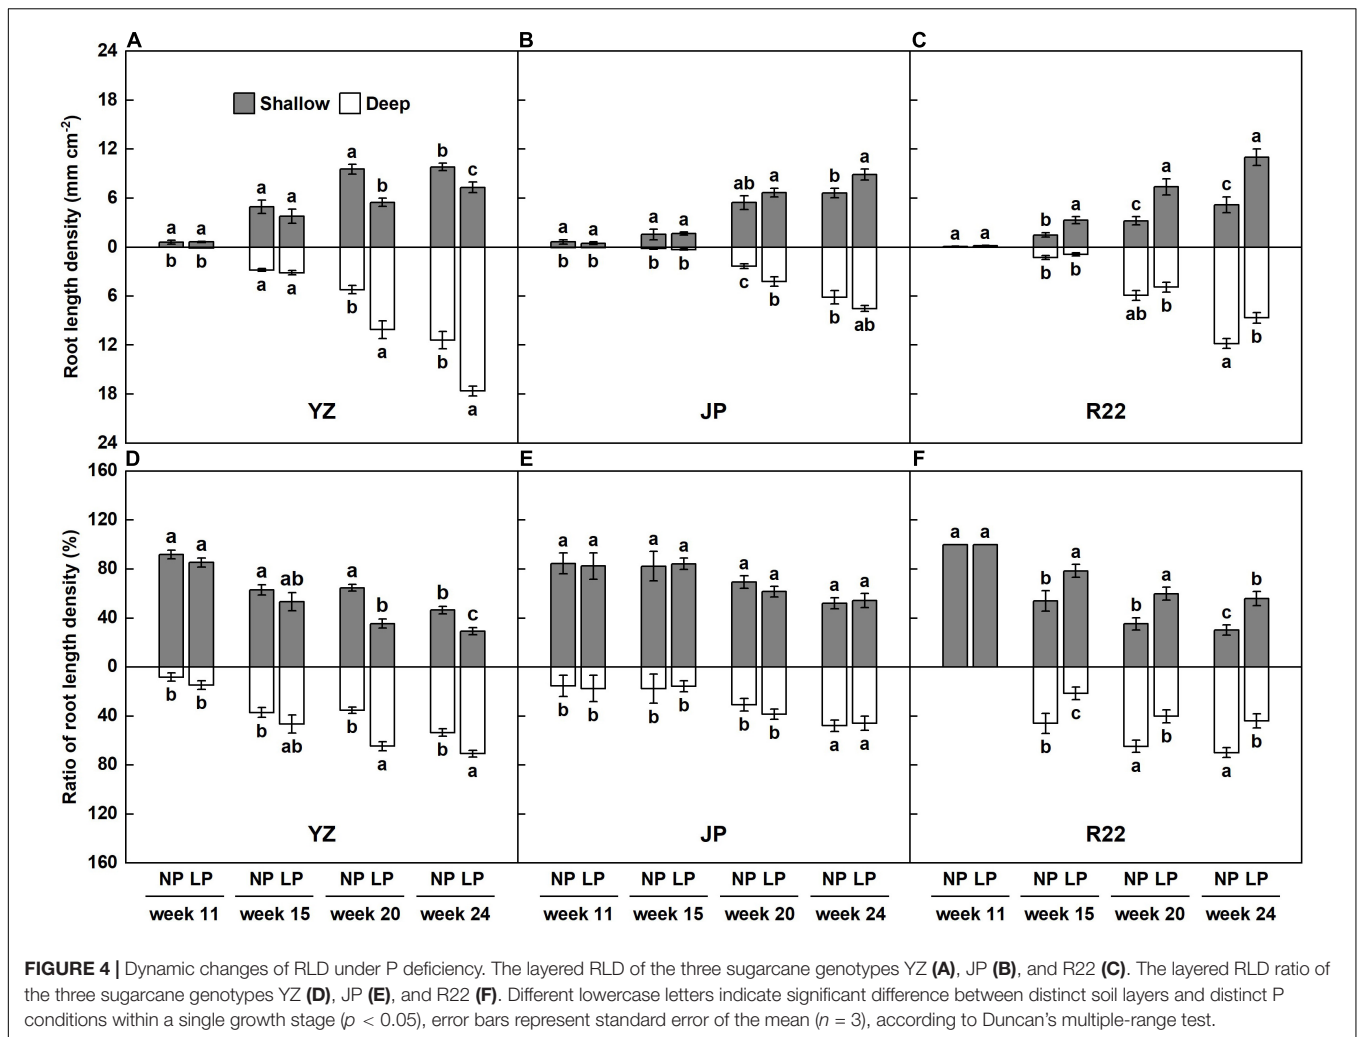 A B C
24
18
12
6
0
6
12
18
24
Root length density (mm cm⁻²)
Shallow Deep
a a a a a b b c
b b a a b a b a
YZ
a a a a ab a b a
b b b b c b b ab
JP
a a b a c a c a
b b ab b a b
R22
D E F
160
120
80
40
0
40
80
120
160
Ratio of root length density (%)
a a a ab a b b c
b b b ab b a b a
YZ
a a a a a a a a
b b b b b b a a
JP
a a b a b a c b
b c a b a b
R22
NP LP NP LP NP LP NP LP NP LP NP LP NP LP NP LP NP LP NP LP NP LP NP LP
week 11 week 15 week 20 week 24 week 11 week 15 week 20 week 24 week 11 week 15 week 20 week 24
FIGURE 4 | Dynamic changes of RLD under P deficiency. The layered RLD of the three sugarcane genotypes YZ (A), JP (B), and R22 (C). The layered RLD ratio of
the three sugarcane genotypes YZ (D), JP (E), and R22 (F). Different lowercase letters indicate significant difference between distinct soil layers and distinct P
conditions within a single growth stage (p < 0.05), error bars represent standard error of the mean (n = 3), according to Duncan's multiple-range test.